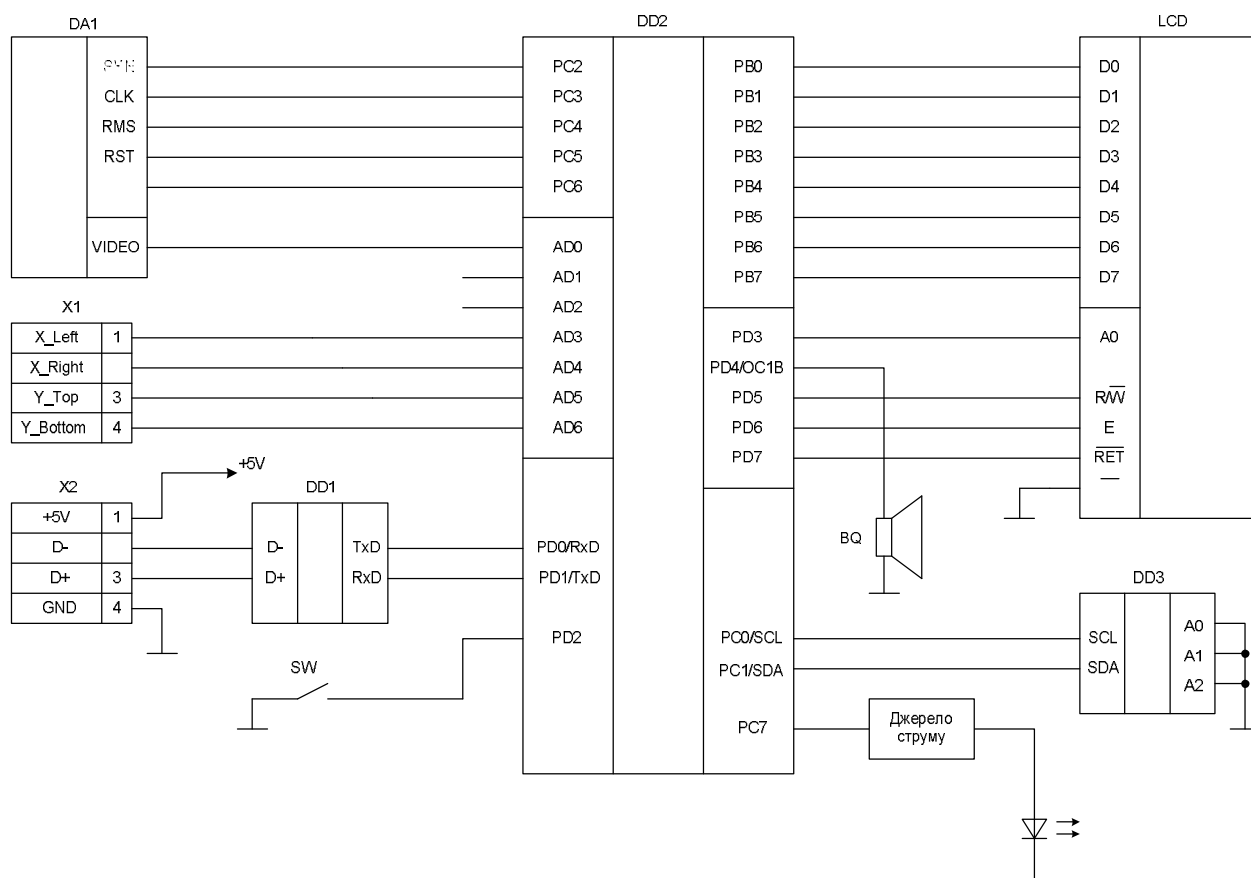 DA1
CLK
RMS
RST
VIDEO
X1
X_Left 1
X_Right
Y_Top 3
Y_Bottom 4
X2
+5V 1
D-
D+ 3
GND 4
+5V
DD1
D- TxD
D+ RxD
SW
DD2
PC2 PB0
PC3 PB1
PC4 PB2
PC5 PB3
PC6 PB4
PB5
AD0 PB6
AD1 PB7
AD2
AD3 PD3
AD4 PD4/OC1B
AD5 PD5
AD6 PD6
PD7
PD0/RxD
PD1/TxD
PD2 PC0/SCL
PC1/SDA
PC7
BQ
Джерело
струму
LCD
D0
D1
D2
D3
D4
D5
D6
D7
A0
R/W̅
E
R̅E̅T̅
DD3
SCL A0
SDA A1
A2